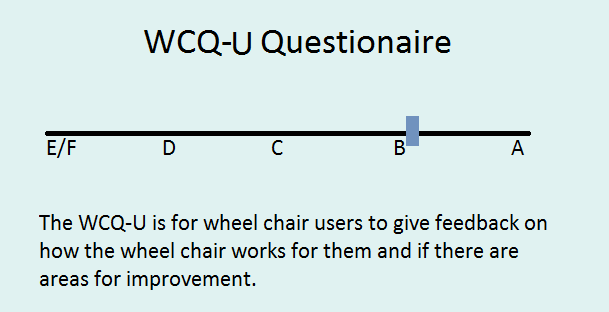 WCQ-U Questionaire
E/F D C B A
The WCQ-U is for wheel chair users to give feedback on
how the wheel chair works for them and if there are
areas for improvement.